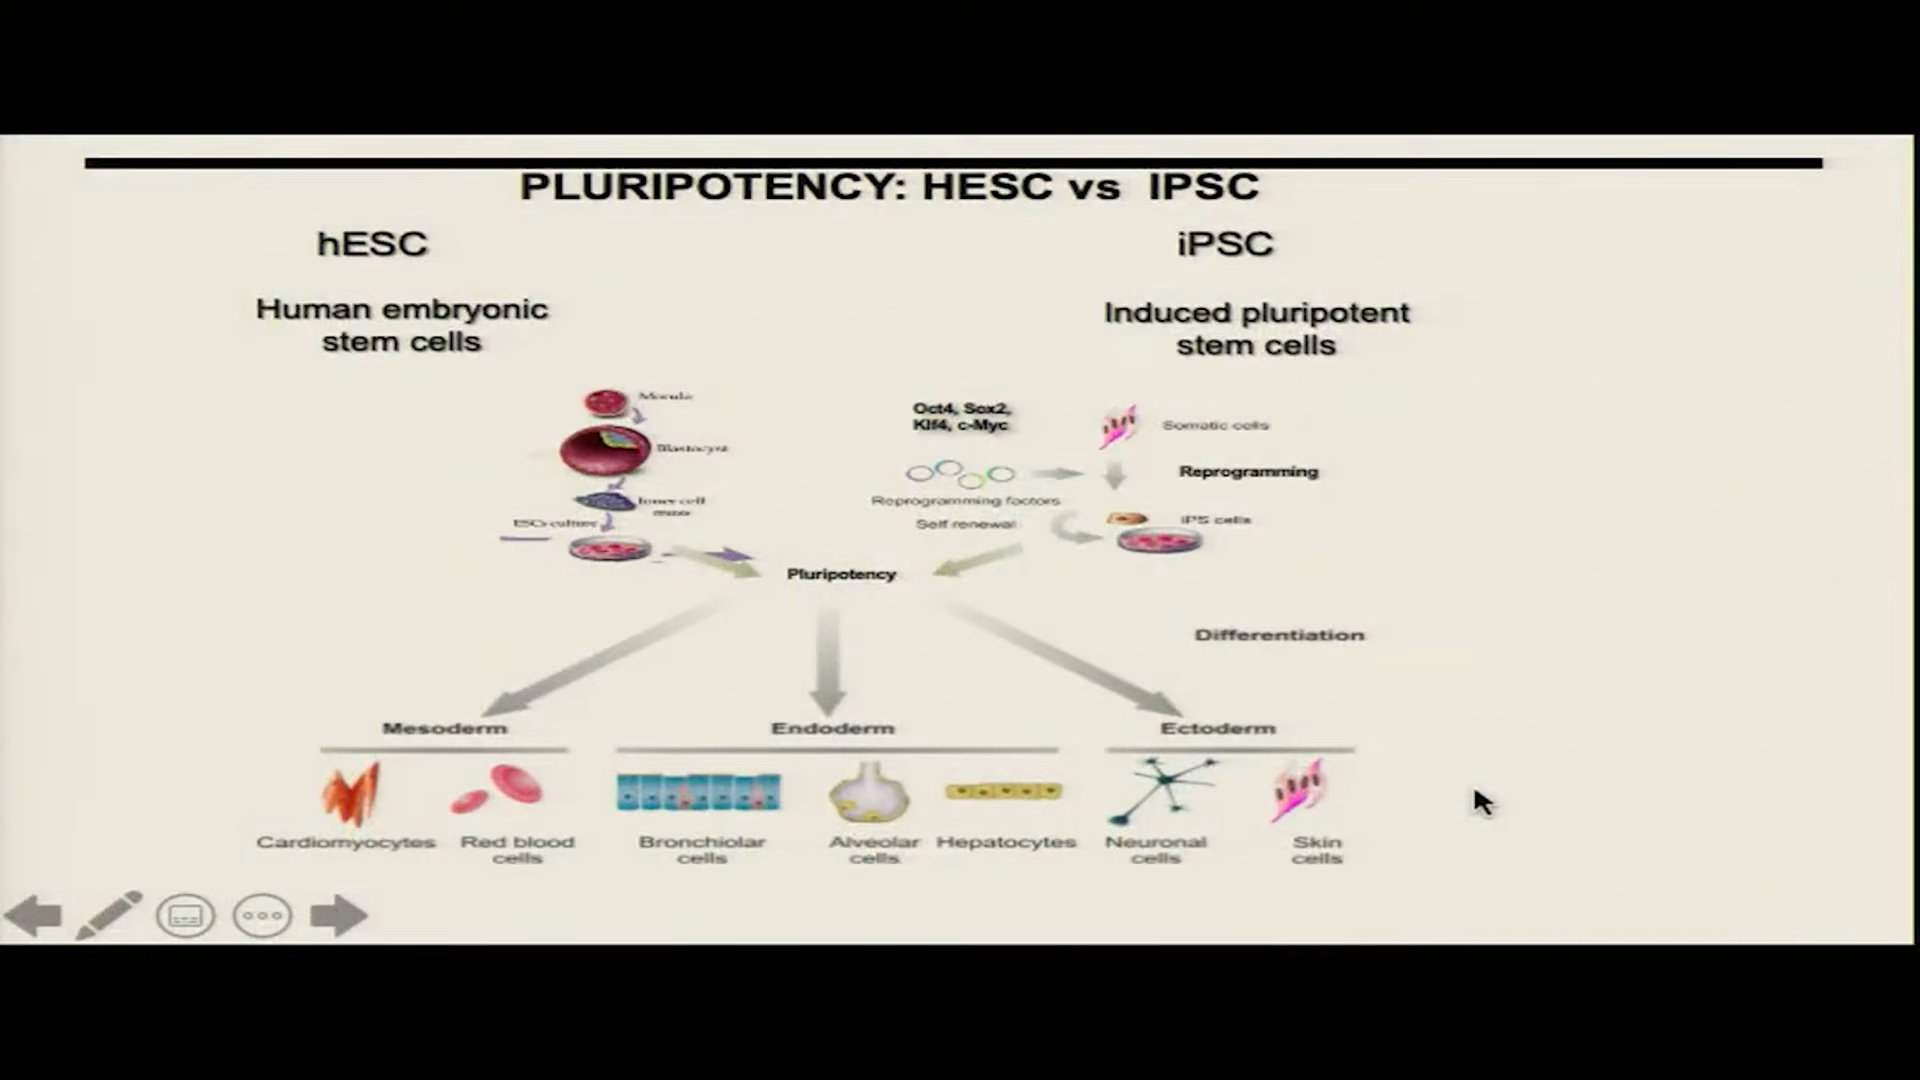 PLURIPOTENCY: HESC vs IPSC
hESC
iPSC
Human embryonic
stem cells
Induced pluripotent
stem cells
Morula
Blastocyst
Inner cell
mass
ESCs culture
Oct4, Sox2,
Klf4, c-Myc
Somatic cells
Reprogramming
Reprogramming factors
Self renewal
iPS cells
Pluripotency
Differentiation
Mesoderm
Endoderm
Ectoderm
Cardiomyocytes
Red blood
cells
Bronchiolar
cells
Alveolar
cells
Hepatocytes
Neuronal
cells
Skin
cells